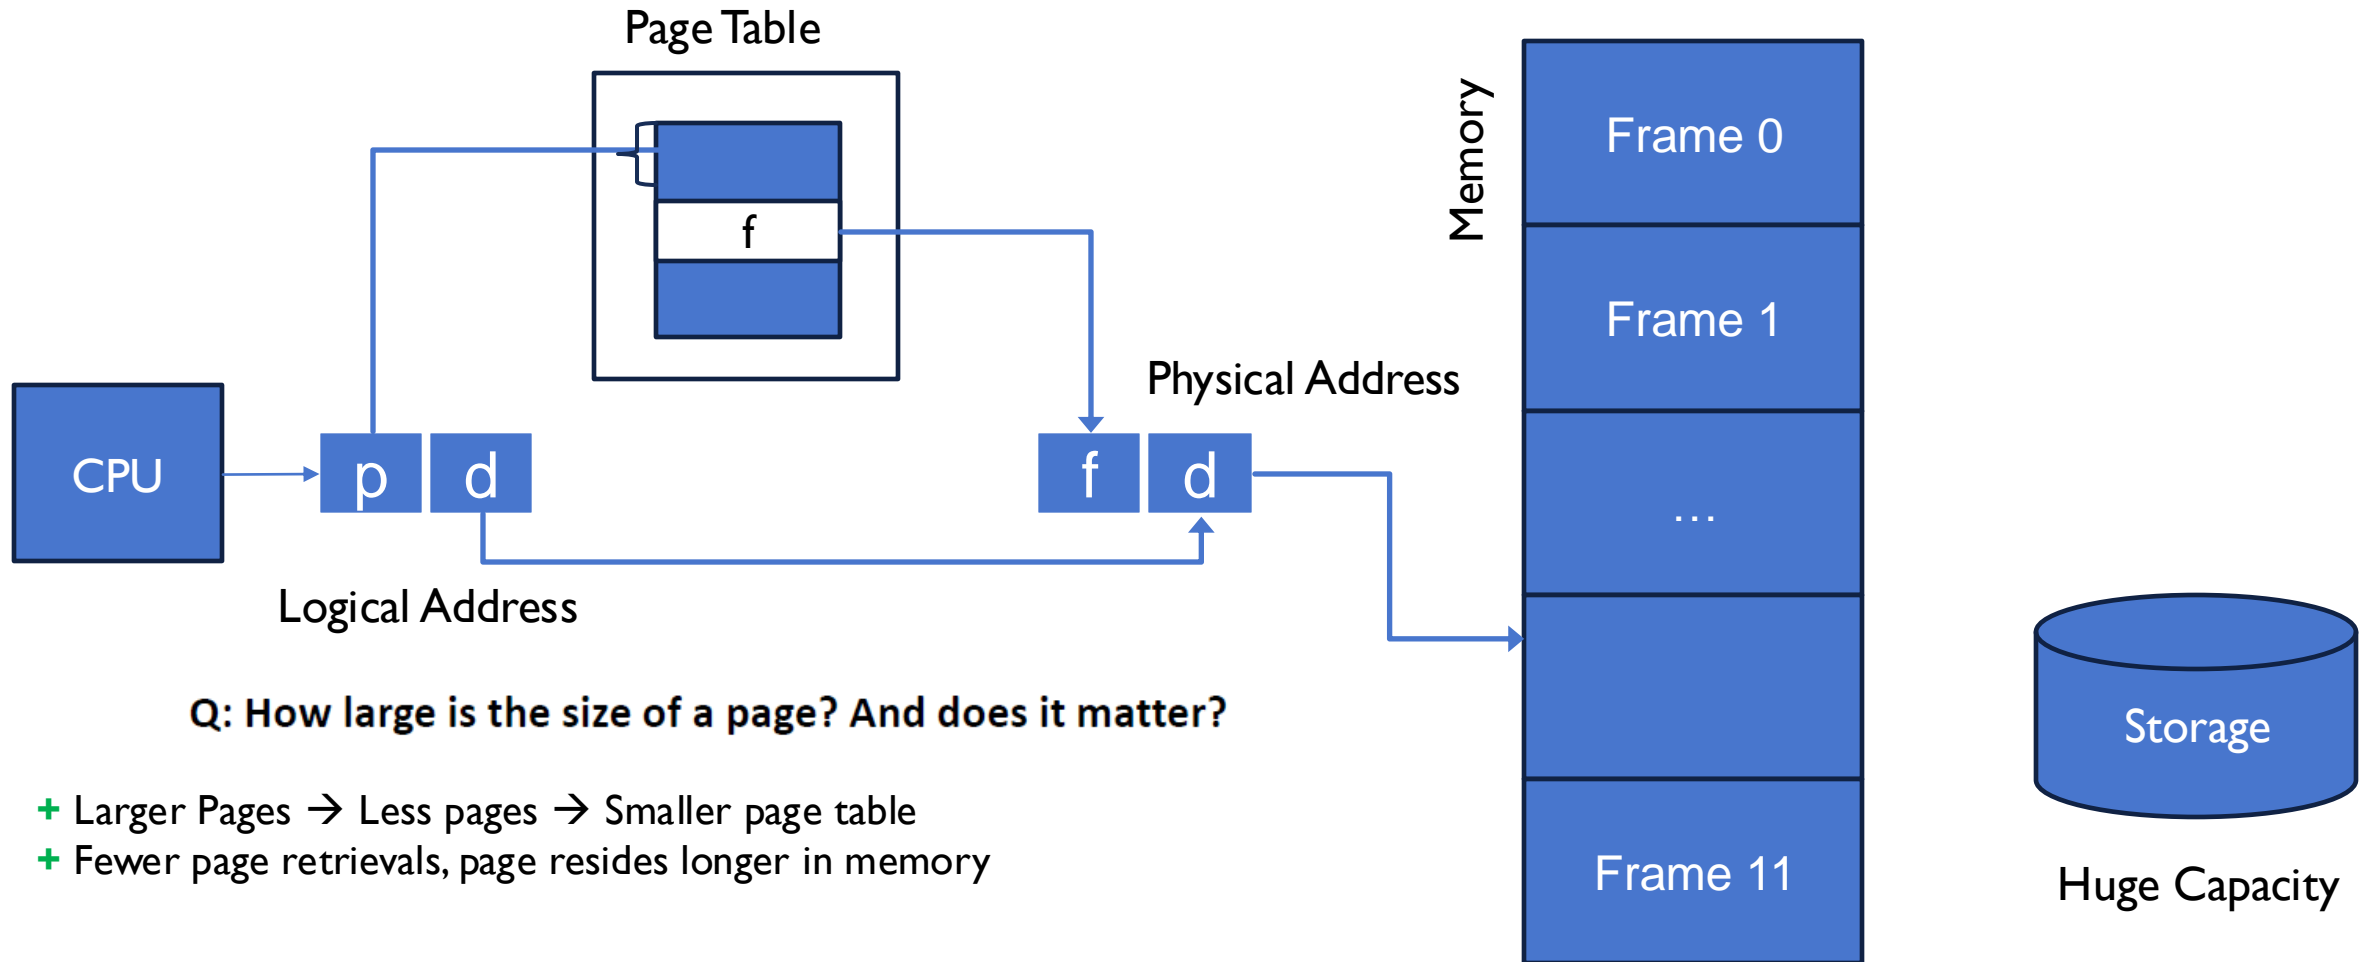 Page Table
f
Memory
Frame 0
Frame 1
...
Frame 11
Physical Address
CPU
p d
f d
Logical Address
Q: How large is the size of a page? And does it matter?
+ Larger Pages → Less pages → Smaller page table
+ Fewer page retrievals, page resides longer in memory
Storage
Huge Capacity